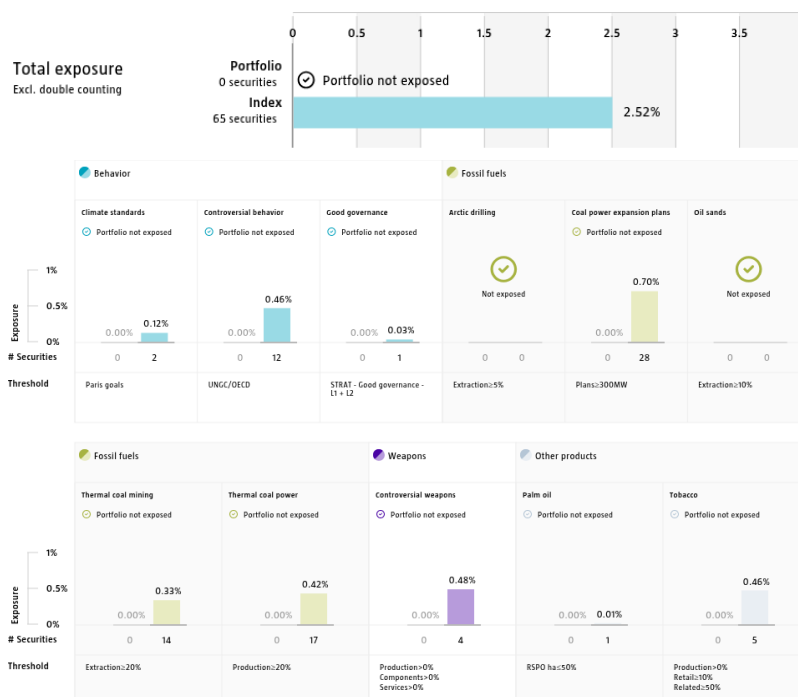 0 0.5 1 1.5 2 2.5 3 3.5
Total exposure
Excl. double counting
Portfolio
0 securities
Portfolio not exposed
Index
65 securities
2.52%
Behavior
Fossil fuels
Climate standards
Controversial behavior
Good governance
Arctic drilling
Coal power expansion plans
Oil sands
Portfolio not exposed
Portfolio not exposed
Portfolio not exposed
Portfolio not exposed
Not exposed
Not exposed
Exposure
1%
0.5%
0%
0.00% 0.12%
0.00% 0.46%
0.00% 0.03%
0.00% 0.70%
# Securities
0 2
0 12
0 1
0 0
0 28
0 0
Threshold
Paris goals
UNGC/OECD
STRAT - Good governance -
L1 + L2
Extraction≥5%
Plans≥300MW
Extraction≥10%
Fossil fuels
Weapons
Other products
Thermal coal mining
Thermal coal power
Controversial weapons
Palm oil
Tobacco
Portfolio not exposed
Portfolio not exposed
Portfolio not exposed
Portfolio not exposed
Portfolio not exposed
Exposure
1%
0.5%
0%
0.00% 0.33%
0.00% 0.42%
0.00% 0.48%
0.00% 0.01%
0.00% 0.46%
# Securities
0 14
0 17
0 4
0 1
0 5
Threshold
Extraction≥20%
Production≥20%
Production>0%
Components>0%
Services>0%
RSPO ha≤50%
Production>0%
Retail≥10%
Related≥50%